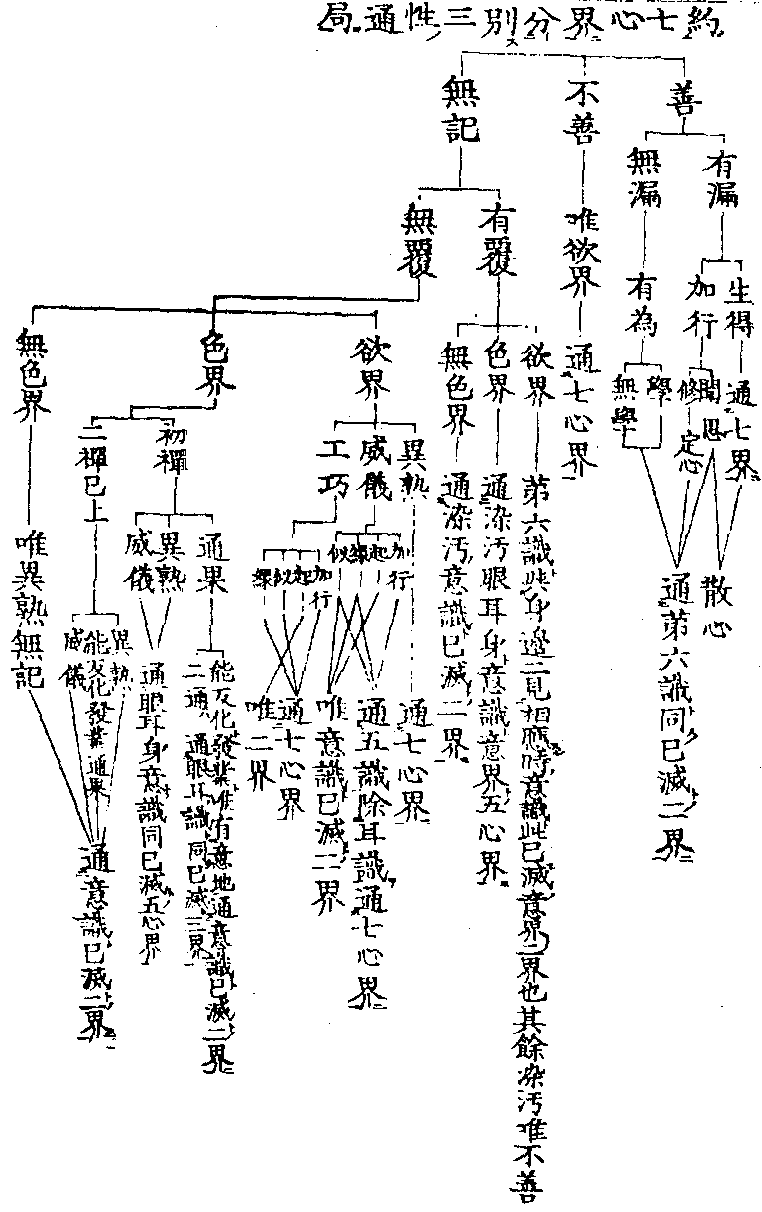 約七心界分別三性通局
善
有漏
生得
通七界
加行
聞思
修
定心
散心
通第六識同已滅二界
無漏
有為
學
無學
不善
唯欲界
通七心界
無記
有覆
欲界
第六識與身邊二見相應時意識此已滅意界二界也其餘染汚唯不善
色界
通染汚眼耳身意識意界五心界
無色界
通染汚意識已滅二界
無覆
欲界
異熟
通七心界
威儀
加行
起
緣
似
通五識除耳識通七心界
唯意識已滅二界
工巧
加行
起
似
緣
通七心界
唯二界
色界
初禪
通果
能変化發業唯有意地通意識已滅二界
二通通眼耳識同已滅三界
異熟
威儀
通眼耳身意識同已滅五心界
二禪已上
異熟
能変化發業通果
威儀
通意識已滅二界
無色界
唯異熟無記